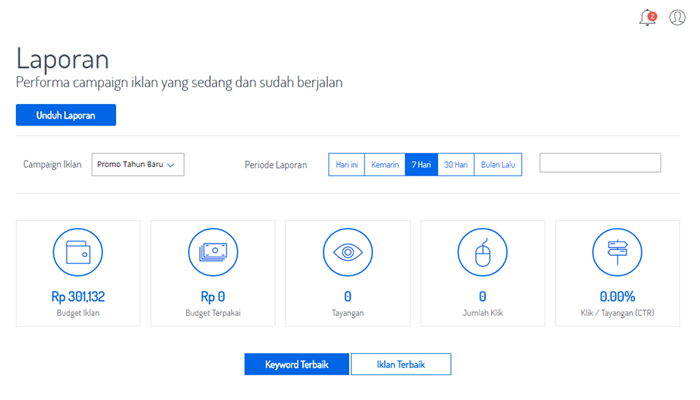 2
Laporan
Performa campaign iklan yang sedang dan sudah berjalan
Unduh Laporan
Campaign Iklan Promo Tahun Baru Periode Laporan Hari ini Kemarin 7 Hari 30 Hari Bulan Lalu
Rp 301,132 Rp 0 0 0 0.00%
Budget Iklan Budget Terpakai Tayangan Jumlah Klik Klik / Tayangan (CTR)
Keyword Terbaik Iklan Terbaik